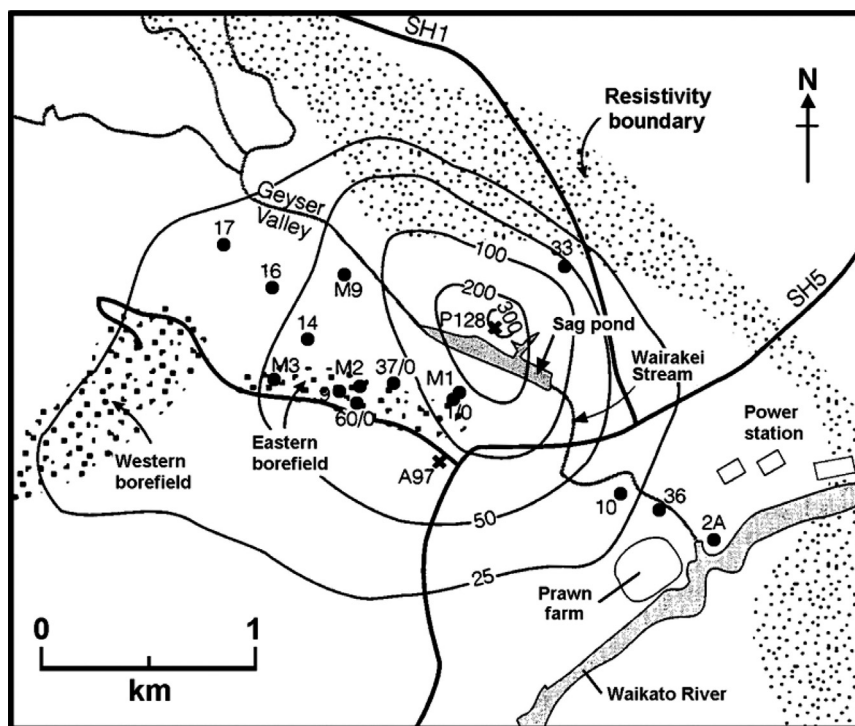 SH1
N
Resistivity
boundary
Geyser
Valley
17
16
M9
14
33
100
200
300
P128
Sag pond
SH5
Wairakei
Stream
M3
M2
37/0
M1
9
60/0
1/0
Western
borefield
Eastern
borefield
A97
Power
station
10
36
2A
50
25
Prawn
farm
0
1
km
Waikato River